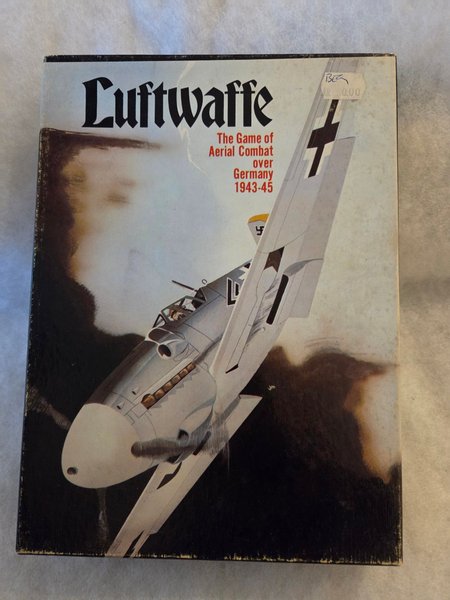 Luftwaffe
The Game of
Aerial Combat
over
Germany
1943-45